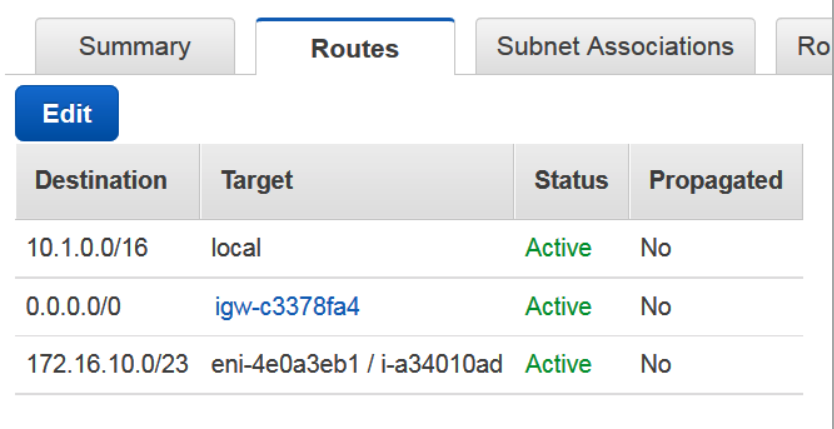 Summary Routes Subnet Associations Ro
Edit
Destination Target Status Propagated
10.1.0.0/16 local Active No
0.0.0.0/0 igw-c3378fa4 Active No
172.16.10.0/23 eni-4e0a3eb1 / i-a34010ad Active No